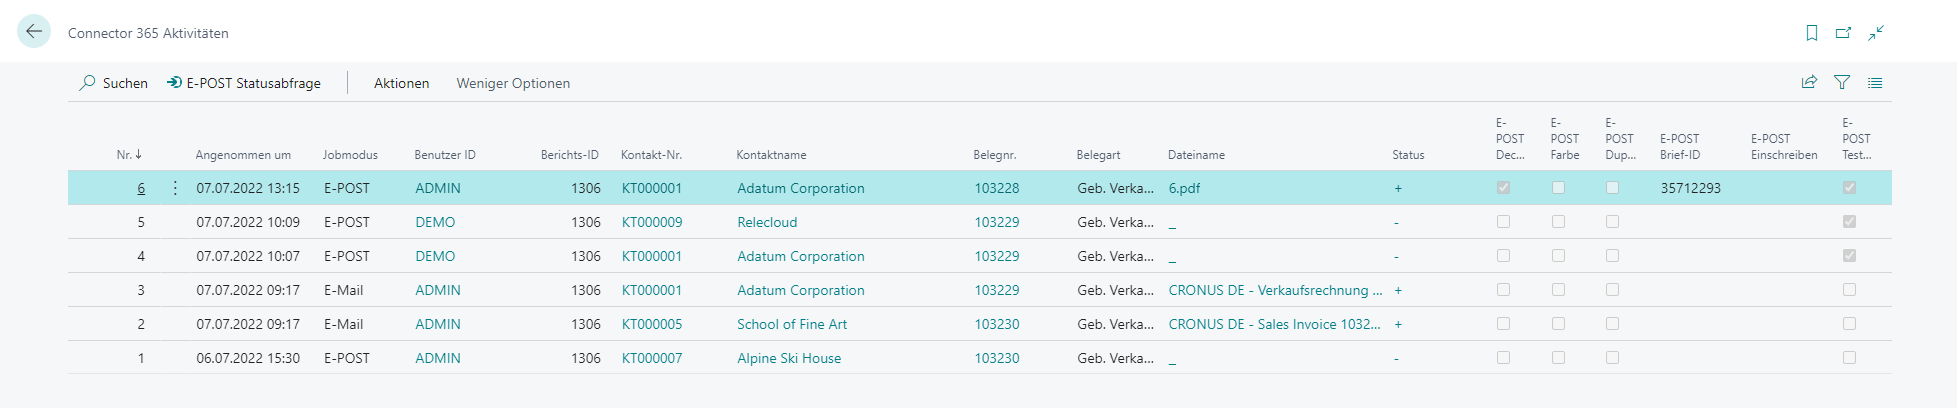 Connector 365 Aktivitäten
Suchen E-POST Statusabfrage Aktionen Weniger Optionen
Nr. ↓ Angenommen um Jobmodus Benutzer ID Berichts-ID Kontakt-Nr. Kontaktname Belegnr. Belegart Dateiname Status E-POST Dec... E-POST Farbe E-POST Dup... E-POST Brief-ID E-POST Einschreiben E-POST Test...
6 07.07.2022 13:15 E-POST ADMIN 1306 KT000001 Adatum Corporation 103228 Geb. Verka... 6.pdf + 35712293
5 07.07.2022 10:09 E-POST DEMO 1306 KT000009 Relecloud 103229 Geb. Verka... _ -
4 07.07.2022 10:07 E-POST DEMO 1306 KT000001 Adatum Corporation 103229 Geb. Verka... _ -
3 07.07.2022 09:17 E-Mail ADMIN 1306 KT000001 Adatum Corporation 103229 Geb. Verka... CRONUS DE - Verkaufsrechnung ... +
2 07.07.2022 09:17 E-Mail ADMIN 1306 KT000005 School of Fine Art 103230 Geb. Verka... CRONUS DE - Sales Invoice 1032... +
1 06.07.2022 15:30 E-POST ADMIN 1306 KT000007 Alpine Ski House 103230 Geb. Verka... _ -